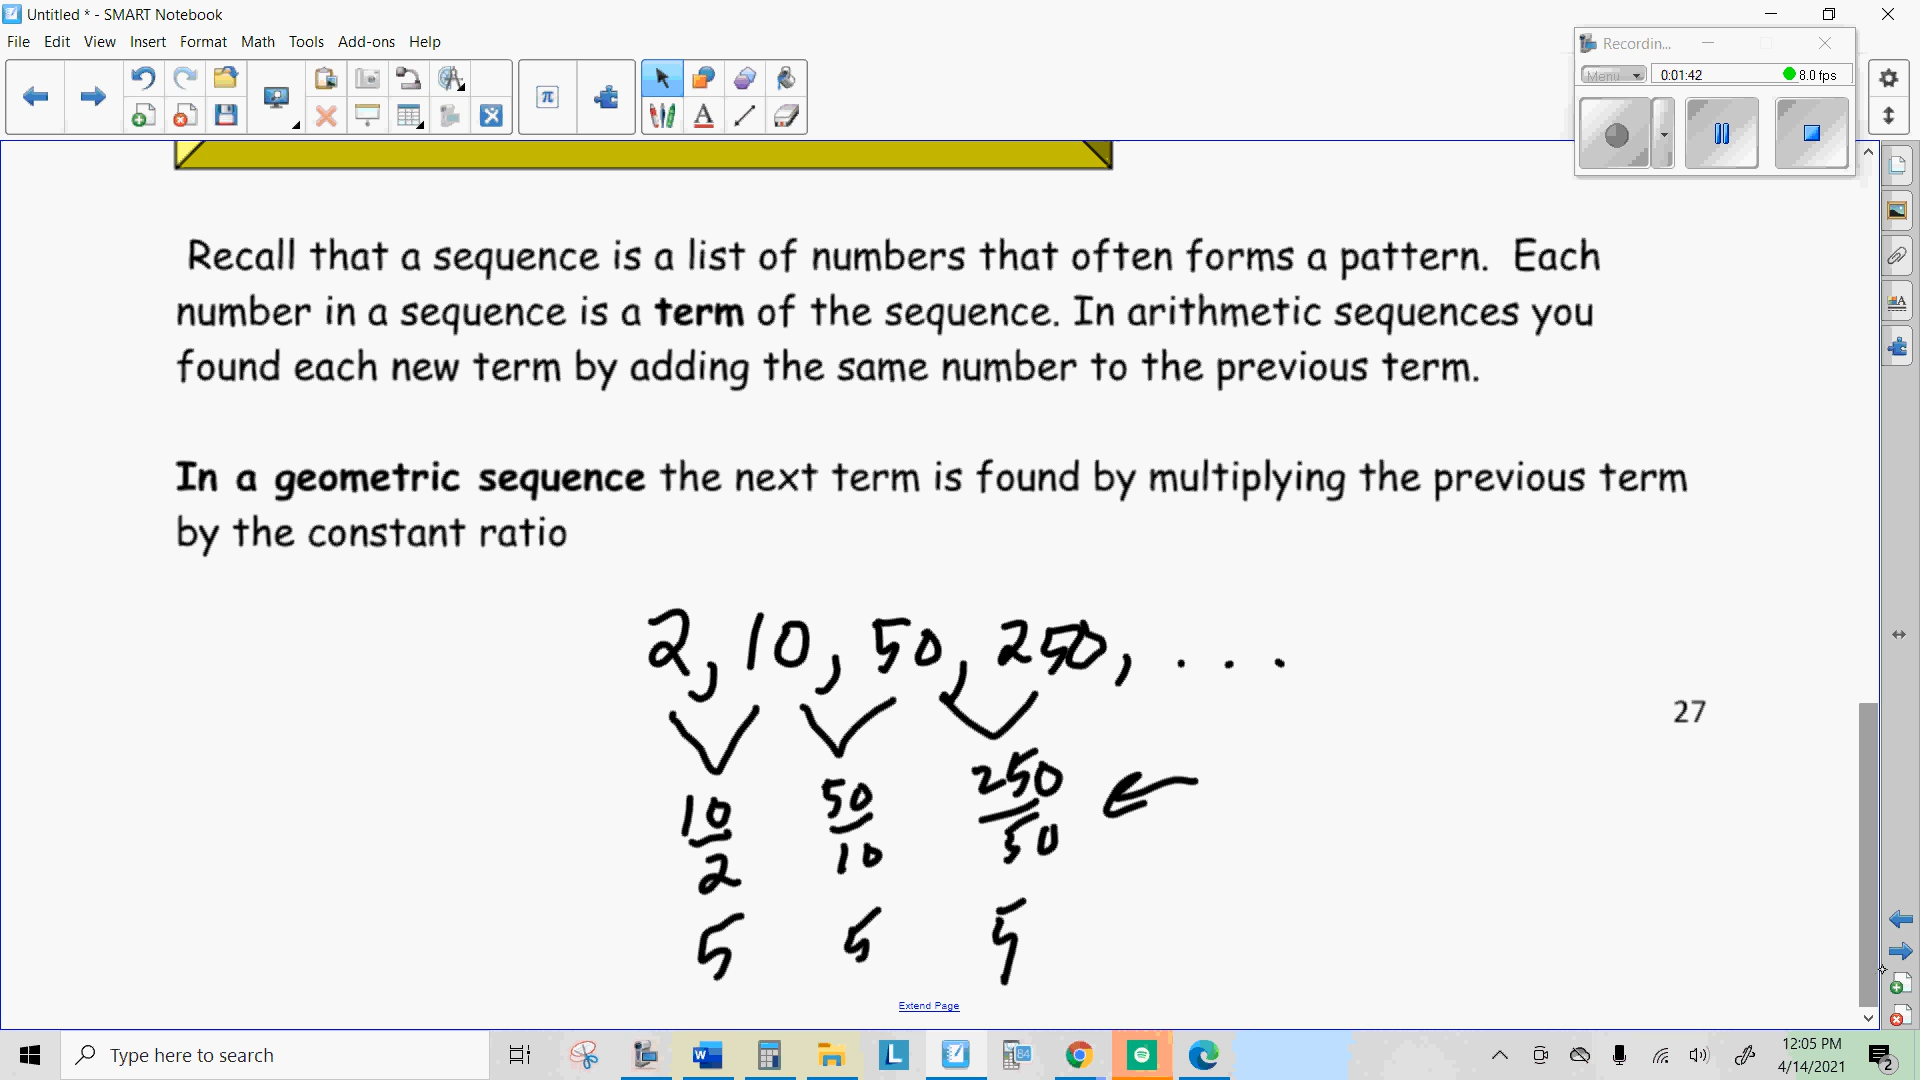 Untitled * - SMART Notebook
File Edit View Insert Format Math Tools Add-ons Help
Recordin...
Menu 0:01:42 8.0 fps
π
A
Recall that a sequence is a list of numbers that often forms a pattern. Each
number in a sequence is a term of the sequence. In arithmetic sequences you
found each new term by adding the same number to the previous term.
In a geometric sequence the next term is found by multiplying the previous term
by the constant ratio
2, 10, 50, 250, . . .
27
10 50 250
2 10 50
5 5 5
Extend Page
Type here to search
W
L
84
12:05 PM
4/14/2021
2